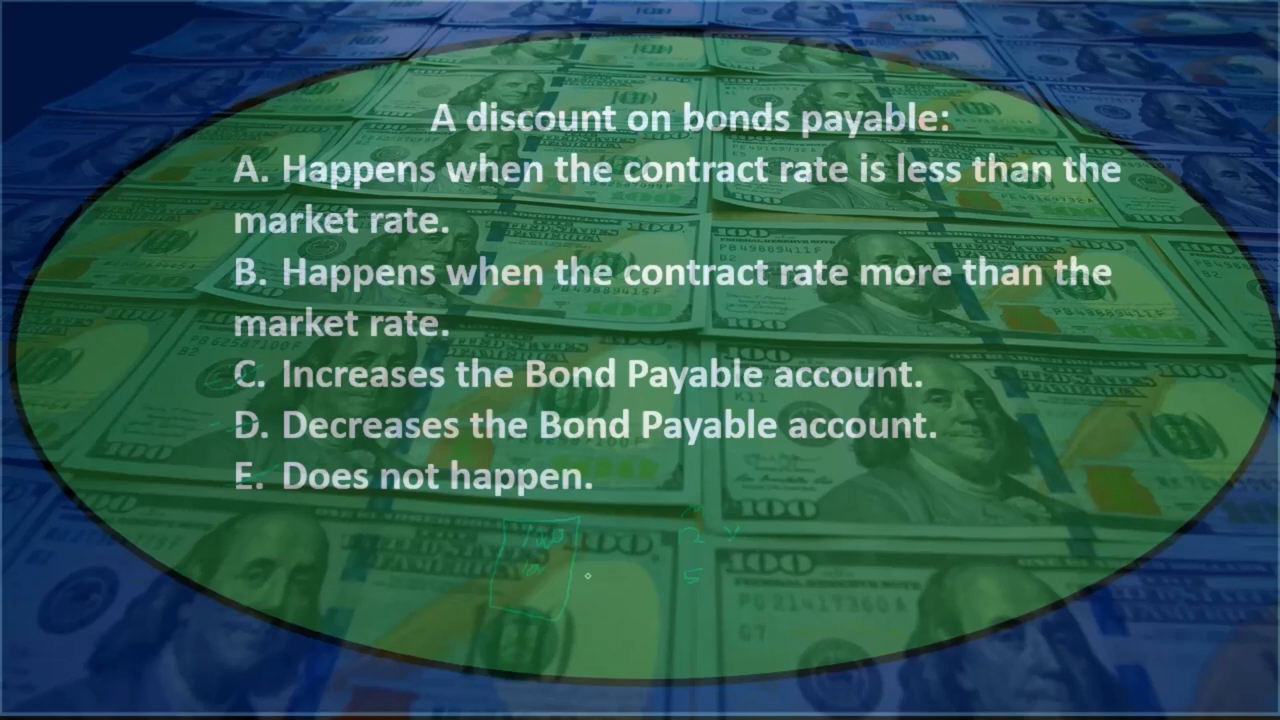 A discount on bonds payable:
A. Happens when the contract rate is less than the
market rate.
B. Happens when the contract rate more than the
market rate.
C. Increases the Bond Payable account.
D. Decreases the Bond Payable account.
E. Does not happen.